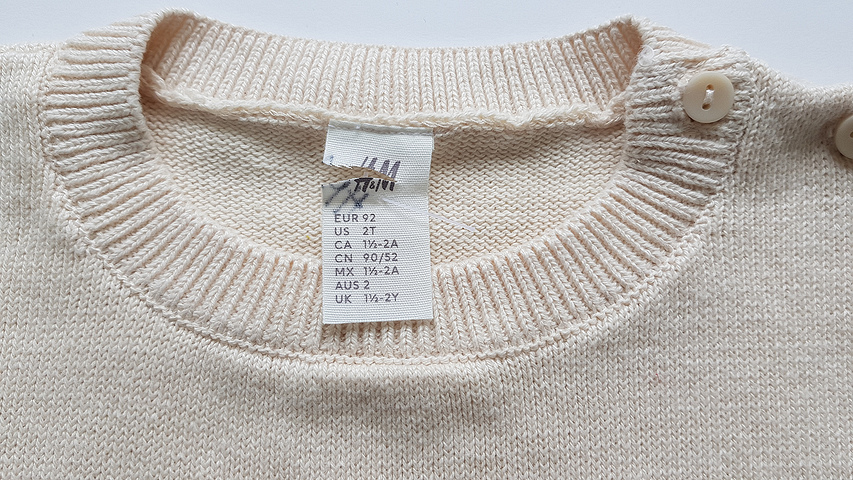 H&M
EUR 92
US 2T
CA 1½-2A
CN 90/52
MX 1½-2A
AUS 2
UK 1½-2Y